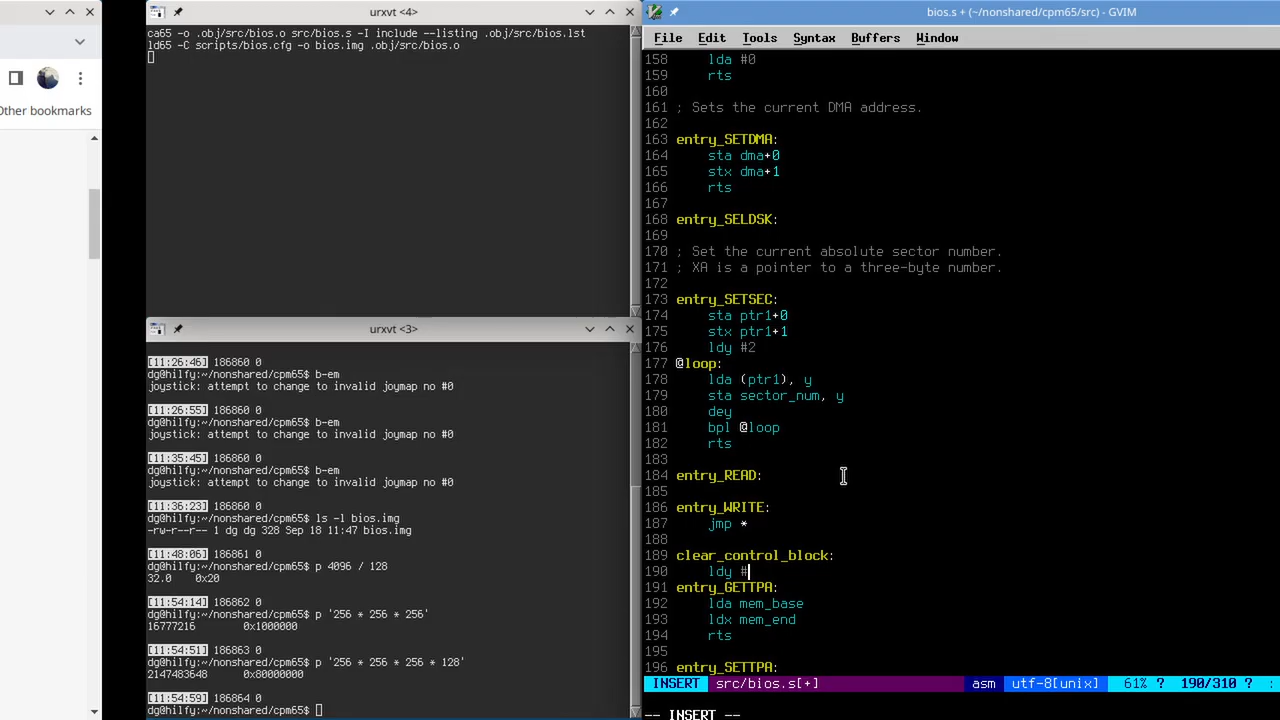 Other bookmarks
urxvt <4>
ca65 -o .obj/src/bios.o src/bios.s -I include --listing .obj/src/bios.lst
ld65 -C scripts/bios.cfg -o bios.img .obj/src/bios.o
urxvt <3>
[11:26:46] 186860 0
dg@hilfy:~/nonshared/cpm65$ b-em
joystick: attempt to change to invalid joymap no #0
[11:26:55] 186860 0
dg@hilfy:~/nonshared/cpm65$ b-em
joystick: attempt to change to invalid joymap no #0
[11:35:45] 186860 0
dg@hilfy:~/nonshared/cpm65$ b-em
joystick: attempt to change to invalid joymap no #0
[11:36:23] 186860 0
dg@hilfy:~/nonshared/cpm65$ ls -l bios.img
-rw-r--r-- 1 dg dg 328 Sep 18 11:47 bios.img
[11:48:06] 186861 0
dg@hilfy:~/nonshared/cpm65$ p 4096 / 128
32.0    0x20
[11:54:14] 186862 0
dg@hilfy:~/nonshared/cpm65$ p '256 * 256 * 256'
16777216        0x1000000
[11:54:51] 186863 0
dg@hilfy:~/nonshared/cpm65$ p '256 * 256 * 256 * 128'
2147483648      0x80000000
[11:54:59] 186864 0
dg@hilfy:~/nonshared/cpm65$
bios.s + (~/nonshared/cpm65/src) - GVIM
File Edit Tools Syntax Buffers Window
158     lda #0
159     rts
160
161 ; Sets the current DMA address.
162
163 entry_SETDMA:
164     sta dma+0
165     stx dma+1
166     rts
167
168 entry_SELDSK:
169
170 ; Set the current absolute sector number.
171 ; XA is a pointer to a three-byte number.
172
173 entry_SETSEC:
174     sta ptr1+0
175     stx ptr1+1
176     ldy #2
177 @loop:
178     lda (ptr1), y
179     sta sector_num, y
180     dey
181     bpl @loop
182     rts
183
184 entry_READ:
185
186 entry_WRITE:
187     jmp *
188
189 clear_control_block:
190     ldy #
191 entry_GETTPA:
192     lda mem_base
193     ldx mem_end
194     rts
195
196 entry_SETTPA:
INSERT src/bios.s[+] asm utf-8[unix] 61% ? 190/310 ? :
-- INSERT --